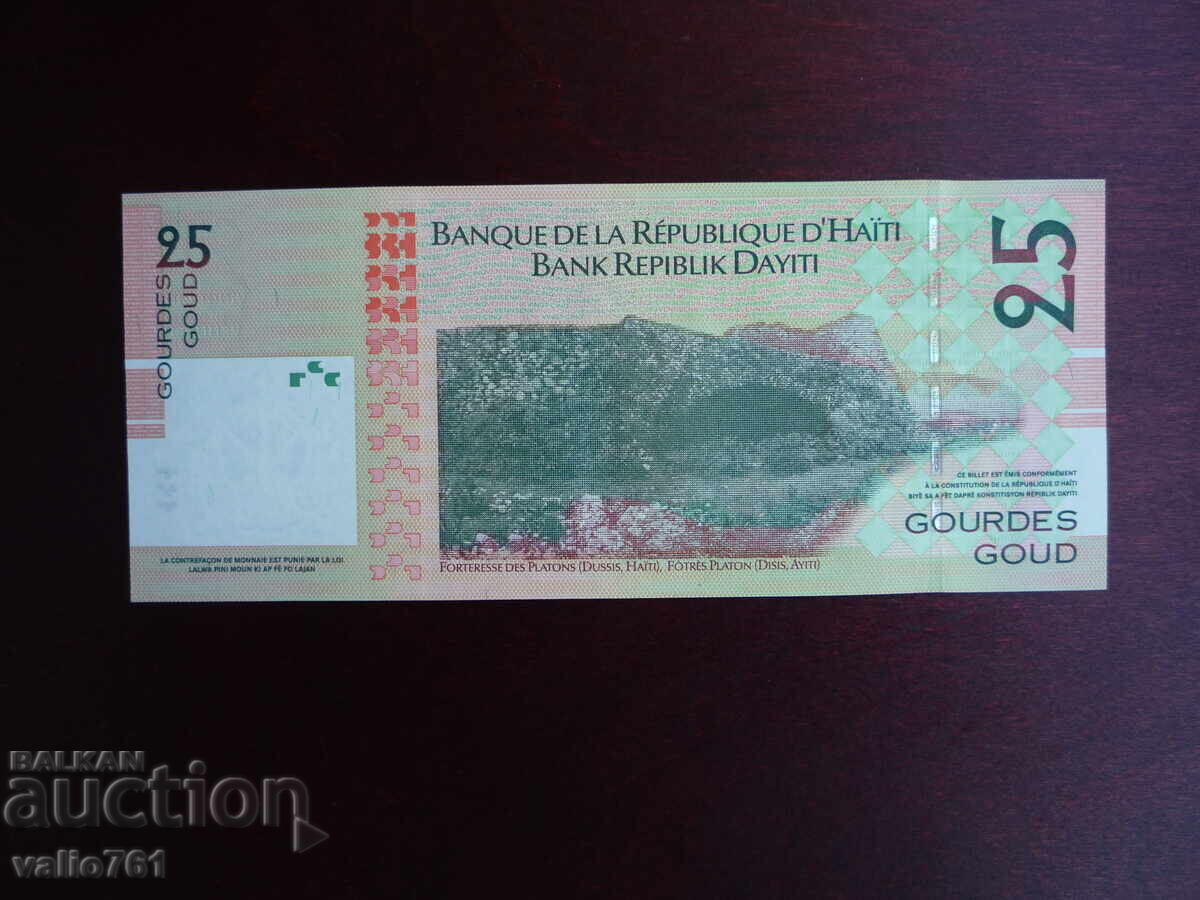 25
GOURDES
GOUD
BANQUE DE LA RÉPUBLIQUE D'HAÏTI
BANK REPIBLIK DAYITI
25
CE BILLET EST ÉMIS CONFORMÉMENT
À LA CONSTITUTION DE LA RÉPUBLIQUE D'HAÏTI
BIYÈ SA A FÈT DAPRE KONSTITISYON REPIBLIK DAYITI
GOURDES
GOUD
LA CONTREFAÇON DE MONNAIE EST PUNIE PAR LA LOI
LALWA PINI MOUN KI AP FÈ FO LAJAN
FORTERESSE DES PLATONS (DUSSIS, HAÏTI), FÒTRÈS PLATON (DISIS, AYITI)
BALKAN
auction
valio761